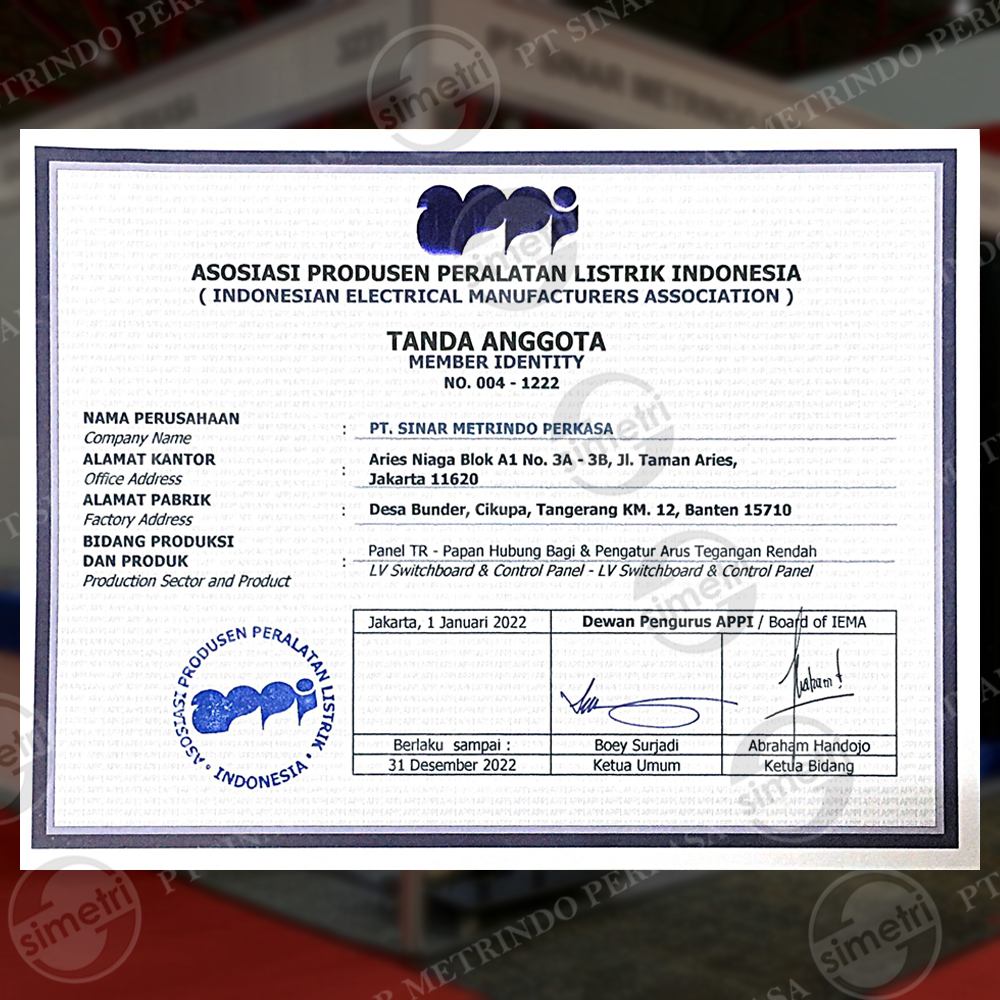 appi
ASOSIASI PRODUSEN PERALATAN LISTRIK INDONESIA
( INDONESIAN ELECTRICAL MANUFACTURERS ASSOCIATION )
TANDA ANGGOTA
MEMBER IDENTITY
NO. 004 - 1222
NAMA PERUSAHAAN
Company Name
: PT. SINAR METRINDO PERKASA
ALAMAT KANTOR
Office Address
: Aries Niaga Blok A1 No. 3A - 3B, Jl. Taman Aries,
Jakarta 11620
ALAMAT PABRIK
Factory Address
: Desa Bunder, Cikupa, Tangerang KM. 12, Banten 15710
BIDANG PRODUKSI
DAN PRODUK
Production Sector and Product
: Panel TR - Papan Hubung Bagi & Pengatur Arus Tegangan Rendah
LV Switchboard & Control Panel - LV Switchboard & Control Panel
Jakarta, 1 Januari 2022
Dewan Pengurus APPI / Board of IEMA
Berlaku sampai :
31 Desember 2022
Boey Surjadi
Ketua Umum
Abraham Handojo
Ketua Bidang
ASOSIASI PRODUSEN PERALATAN LISTRIK
appi
• INDONESIA •
simetri
PT SINAR METRINDO PERKASA